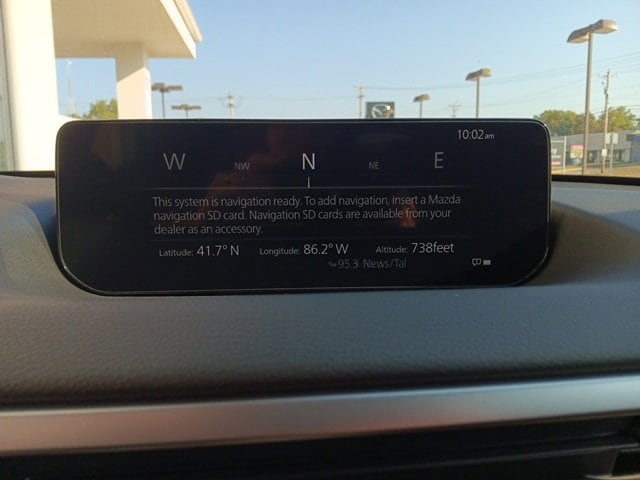 10:02am
W NW N NE E
This system is navigation ready. To add navigation, insert a Mazda
navigation SD card. Navigation SD cards are available from your
dealer as an accessory.
Latitude: 41.7° N Longitude: 86.2° W Altitude: 738feet
95.3 News/Tal